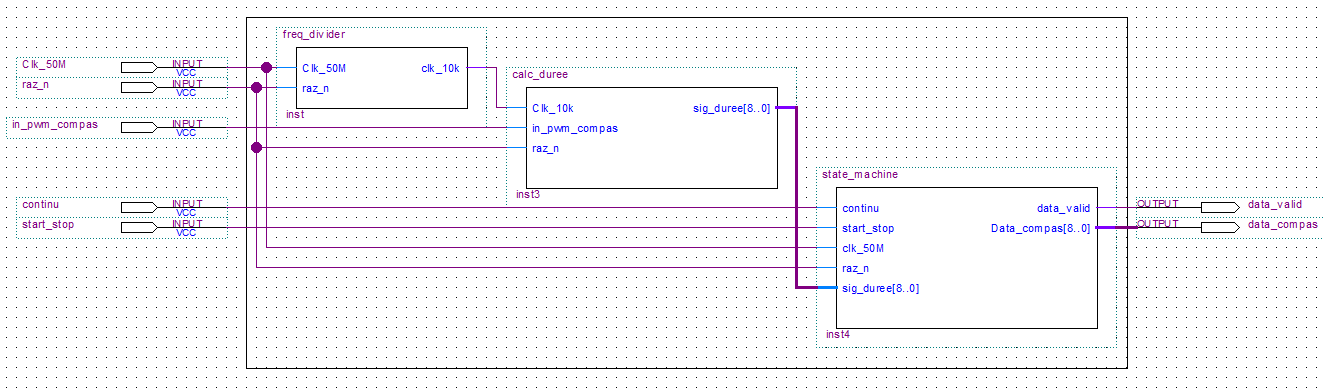 freq_divider
Clk_50M INPUT VCC
Clk_50M clk_10k
raz_n INPUT VCC
raz_n
inst
calc_duree
Clk_10k sig_duree[8..0]
in_pwm_compas INPUT VCC
in_pwm_compas
raz_n
inst3
state_machine
continu INPUT VCC
continu data_valid
OUTPUT data_valid
start_stop INPUT VCC
start_stop Data_compas[8..0]
OUTPUT data_compas
clk_50M
raz_n
sig_duree[8..0]
inst4